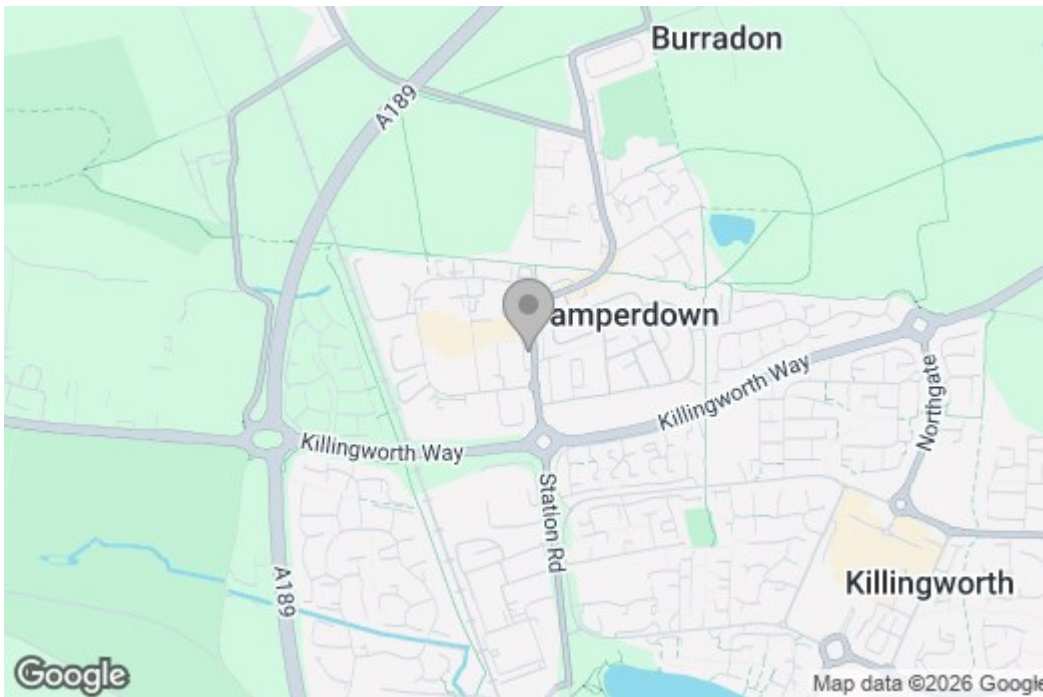 Burradon
A189
amperdown
Killingworth Way
Northgate
Killingworth Way
Station Rd
A189
Killingworth
Google
Map data ©2026 Google